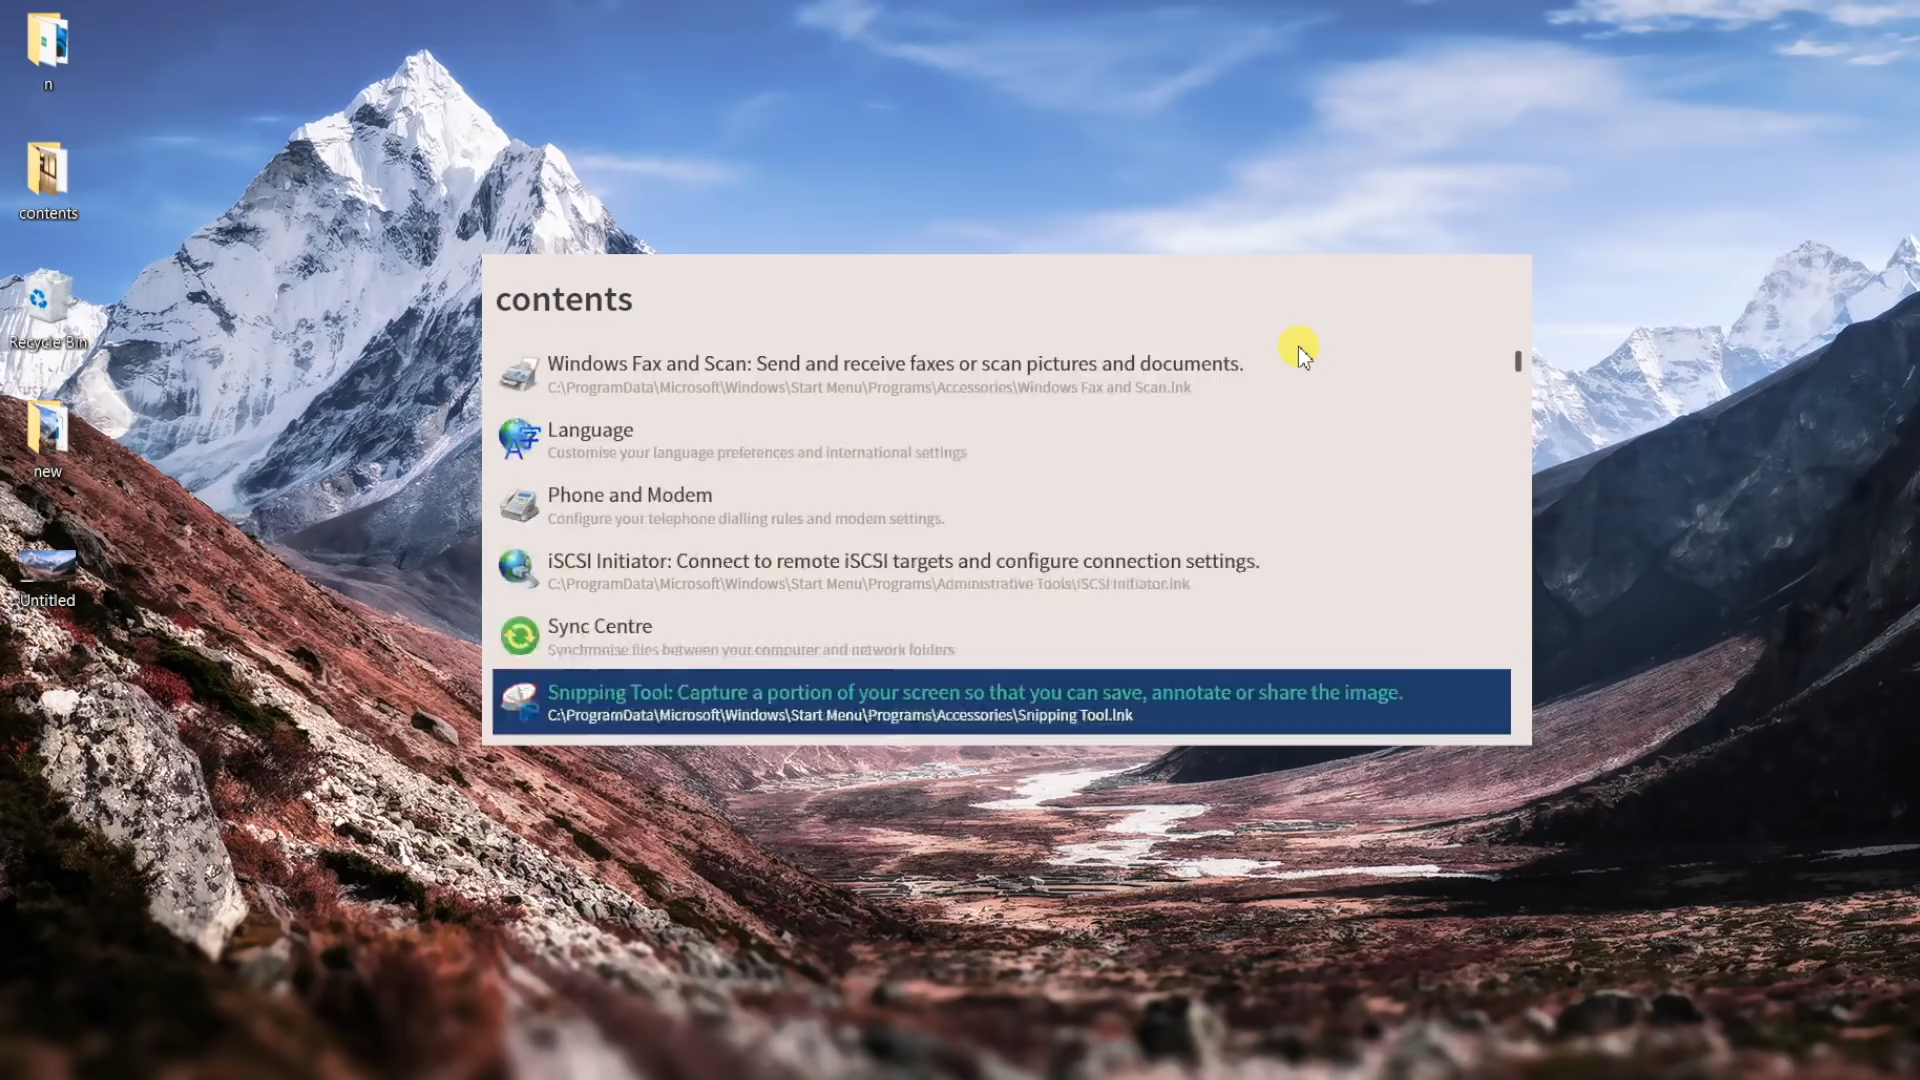 n
contents
Recycle Bin
new
Untitled
contents
Windows Fax and Scan: Send and receive faxes or scan pictures and documents.
C:\ProgramData\Microsoft\Windows\Start Menu\Programs\Accessories\Windows Fax and Scan.lnk
Language
Customise your language preferences and international settings
Phone and Modem
Configure your telephone dialling rules and modem settings.
iSCSI Initiator: Connect to remote iSCSI targets and configure connection settings.
C:\ProgramData\Microsoft\Windows\Start Menu\Programs\Administrative Tools\iSCSI Initiator.lnk
Sync Centre
Synchronise files between your computer and network folders
Snipping Tool: Capture a portion of your screen so that you can save, annotate or share the image.
C:\ProgramData\Microsoft\Windows\Start Menu\Programs\Accessories\Snipping Tool.lnk